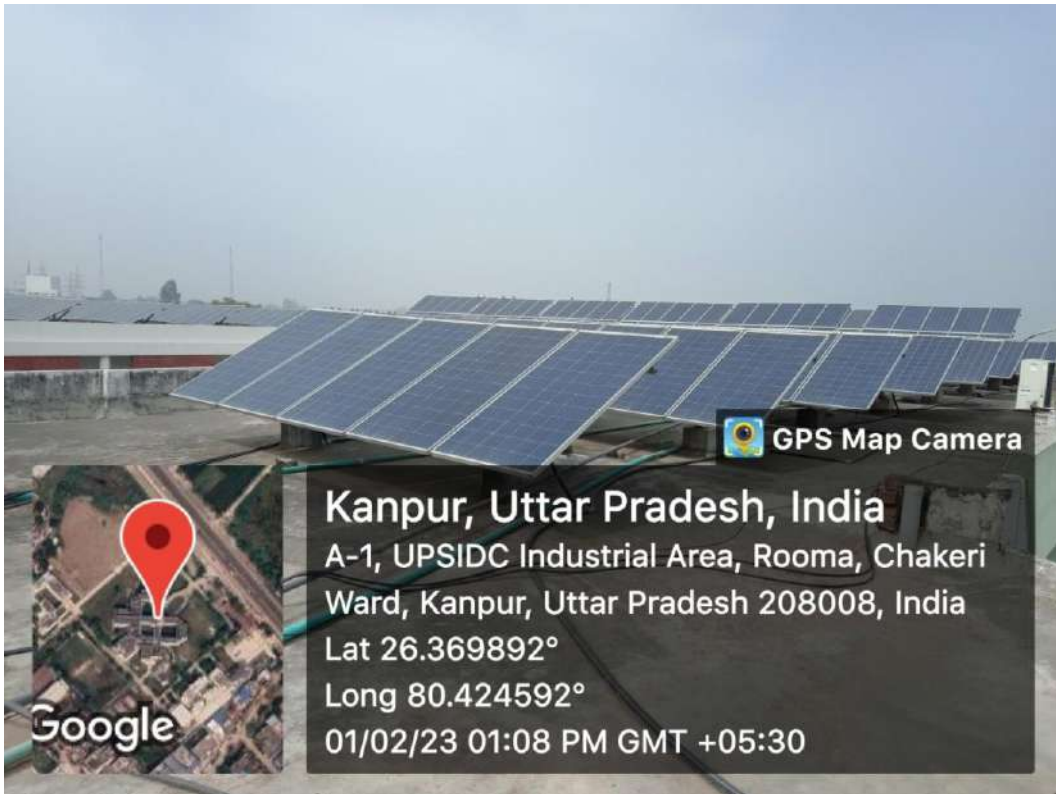 GPS Map Camera
Kanpur, Uttar Pradesh, India
A-1, UPSIDC Industrial Area, Rooma, Chakeri
Ward, Kanpur, Uttar Pradesh 208008, India
Lat 26.369892°
Long 80.424592°
01/02/23 01:08 PM GMT +05:30
Google